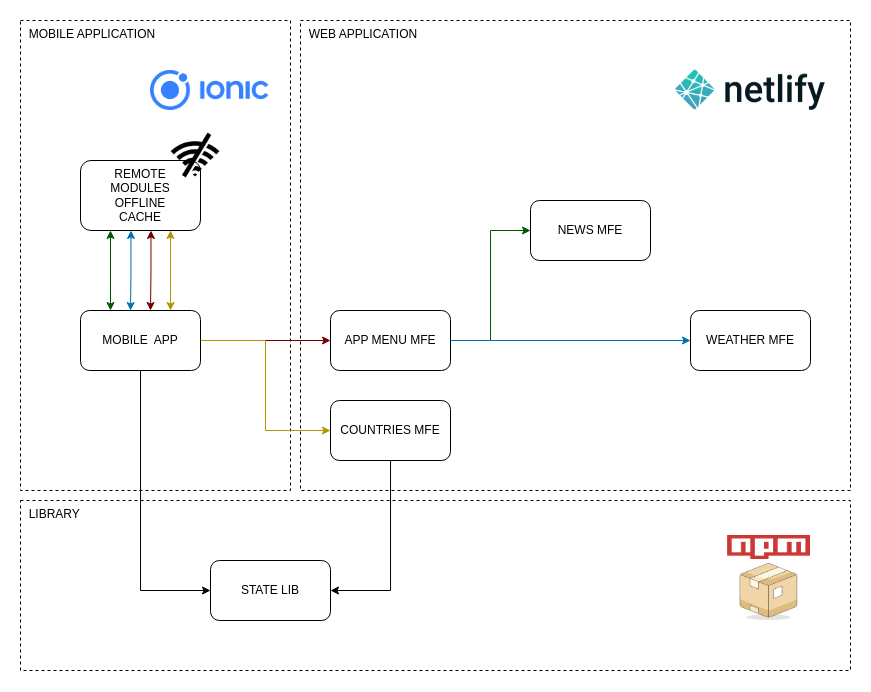 MOBILE APPLICATION
WEB APPLICATION
IONIC
netlify
REMOTE
MODULES
OFFLINE
CACHE
NEWS MFE
MOBILE APP
APP MENU MFE
WEATHER MFE
COUNTRIES MFE
LIBRARY
npm
STATE LIB